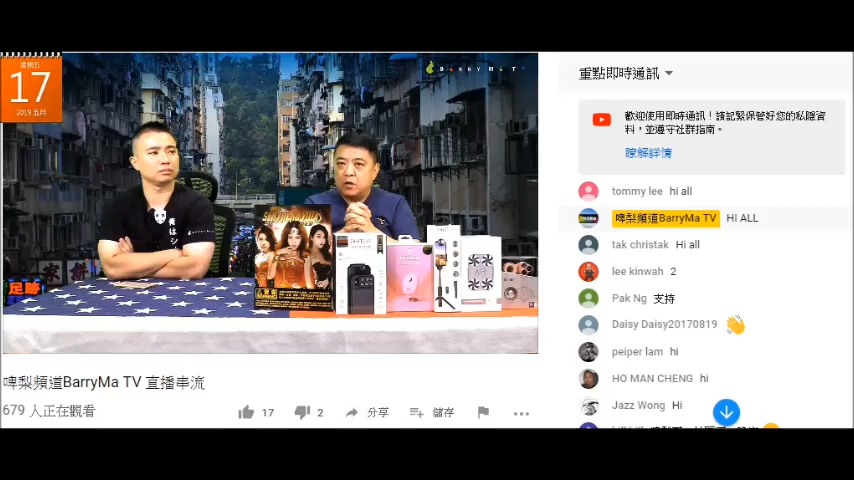 星期五
17
2019 五月
BARRYMA TV
足跡
AIR
啤梨頻道BarryMa TV 直播串流
679 人正在觀看
17
2
分享
儲存
重點即時通訊
歡迎使用即時通訊！請記緊保管好您的私隱資
料，並遵守社群指南。
瞭解詳情
tommy lee hi all
啤梨頻道BarryMa TV HI ALL
tak christak Hi all
lee kinwah 2
Pak Ng 支持
Daisy Daisy20170819
peiper lam hi
HO MAN CHENG hi
Jazz Wong Hi